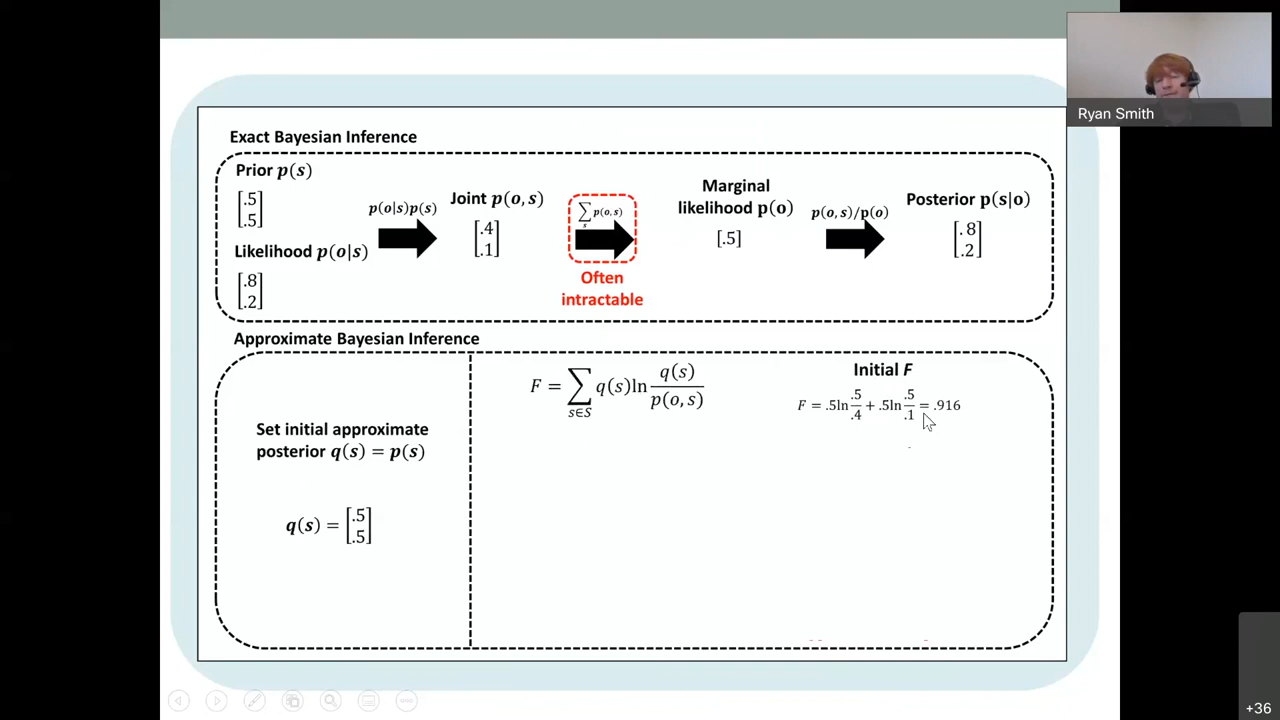 Ryan Smith
Exact Bayesian Inference
Prior p(s)
[.5
.5]
Likelihood p(o|s)
[.8
.2]
p(o|s)p(s)
Joint p(o, s)
[.4
.1]
∑ p(o,s)
s
Often
intractable
Marginal
likelihood p(o)
[.5]
p(o,s)/p(o)
Posterior p(s|o)
[.8
.2]
Approximate Bayesian Inference
Set initial approximate
posterior q(s) = p(s)
q(s) = [.5
.5]
F = ∑ s∈S q(s)ln q(s)/p(o,s)
Initial F
F = .5ln .5/.4 + .5ln .5/.1 = .916
+36